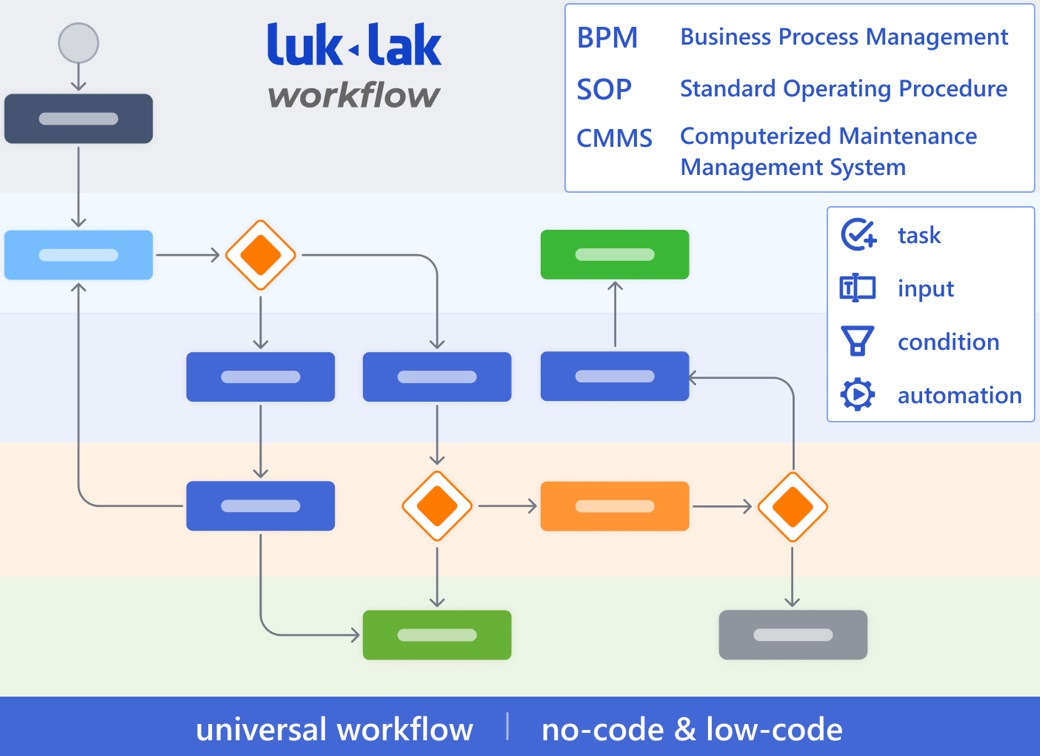 luk·lak
workflow
BPM Business Process Management
SOP Standard Operating Procedure
CMMS Computerized Maintenance
Management System
task
input
condition
automation
universal workflow | no-code & low-code